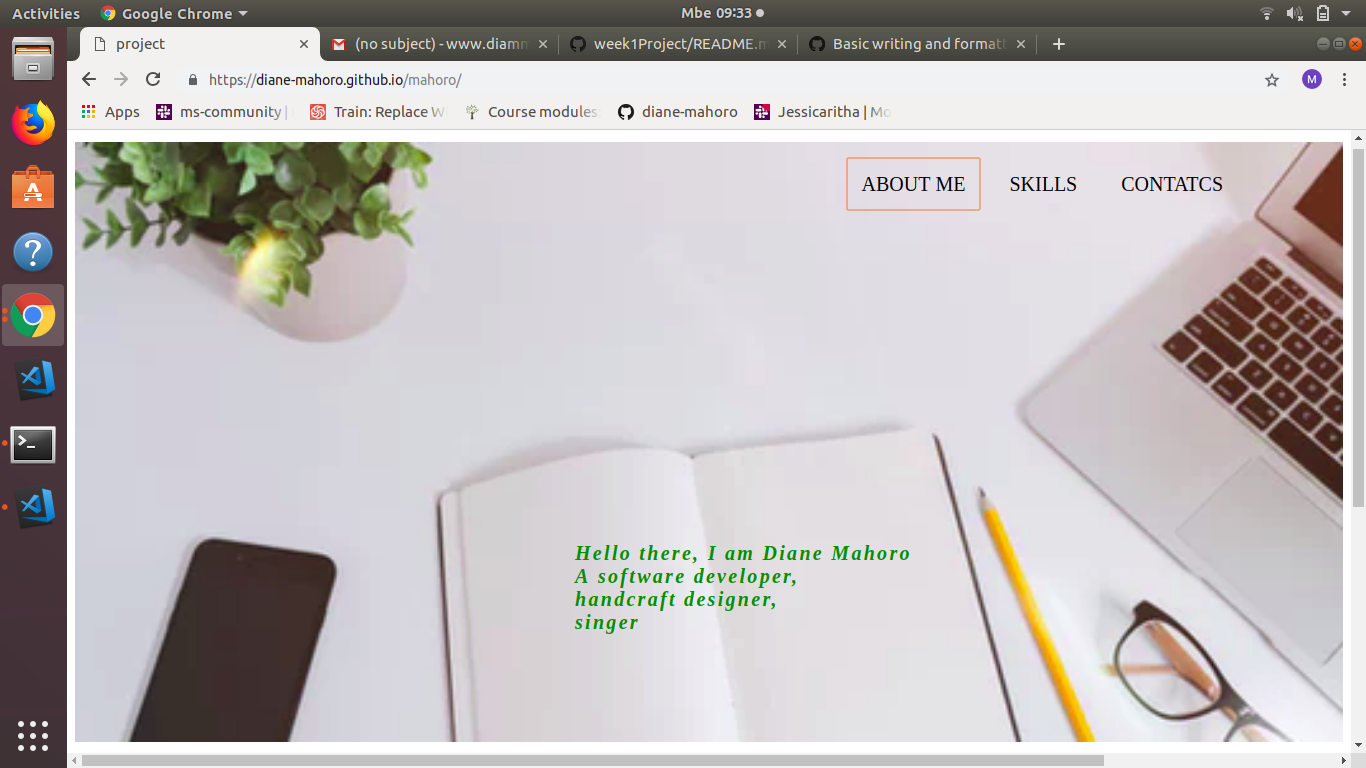 Activities Google Chrome Mbe 09:33
project (no subject) - www.diam week1Project/README.m Basic writing and formatt
https://diane-mahoro.github.io/mahoro/ M
Apps ms-community | Train: Replace W Course modules diane-mahoro Jessicaritha | Mo
ABOUT ME SKILLS CONTATCS
Hello there, I am Diane Mahoro
A software developer,
handcraft designer,
singer